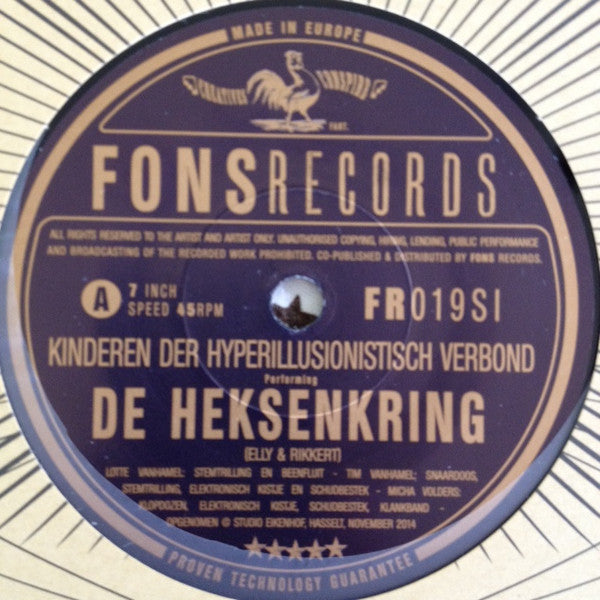 MADE IN EUROPE
CREATIVUS CONSPIRO
FABT.
FONSRECORDS
ALL RIGHTS RESERVED TO THE ARTIST AND ARTIST ONLY. UNAUTHORISED COPYING, HIRING, LENDING, PUBLIC PERFORMANCE
AND BROADCASTING OF THE RECORDED WORK PROHIBITED. CO-PUBLISHED & DISTRIBUTED BY FONS RECORDS.
A 7 INCH
SPEED 45RPM
FR019SI
KINDEREN DER HYPERILLUSIONISTISCH VERBOND
Performing
DE HEKSENKRING
(ELLY & RIKKERT)
LOTTE VANHAMEL; STEMTRILLING EN BEENFLUIT - TIM VANHAMEL; SNAARDOOS,
STEMTRILLING, ELEKTRONISCH KISTJE EN SCHUDBESTEK - MICHA VOLDERS;
KLOPDOZEN, ELEKTRONISCH KISTJE, SCHUDBESTEK, KLANKBAND -
OPGENOMEN © STUDIO EIKENHOF, HASSELT, NOVEMBER 2014
PROVEN TECHNOLOGY GUARANTEE